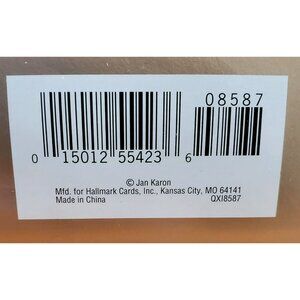 08587
0 15012 55423 6
© Jan Karon
Mfd. for Hallmark Cards, Inc., Kansas City, MO 64141
Made in China QXI8587